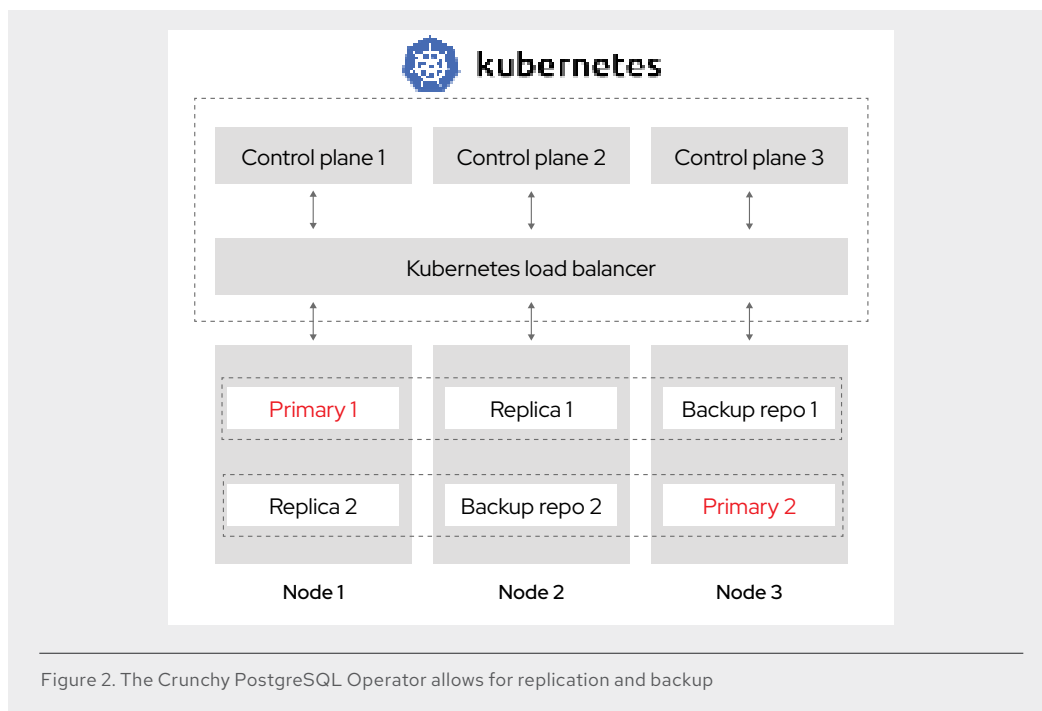 kubernetes
Control plane 1
Control plane 2
Control plane 3
Kubernetes load balancer
Primary 1
Replica 1
Backup repo 1
Replica 2
Backup repo 2
Primary 2
Node 1
Node 2
Node 3
Figure 2. The Crunchy PostgreSQL Operator allows for replication and backup